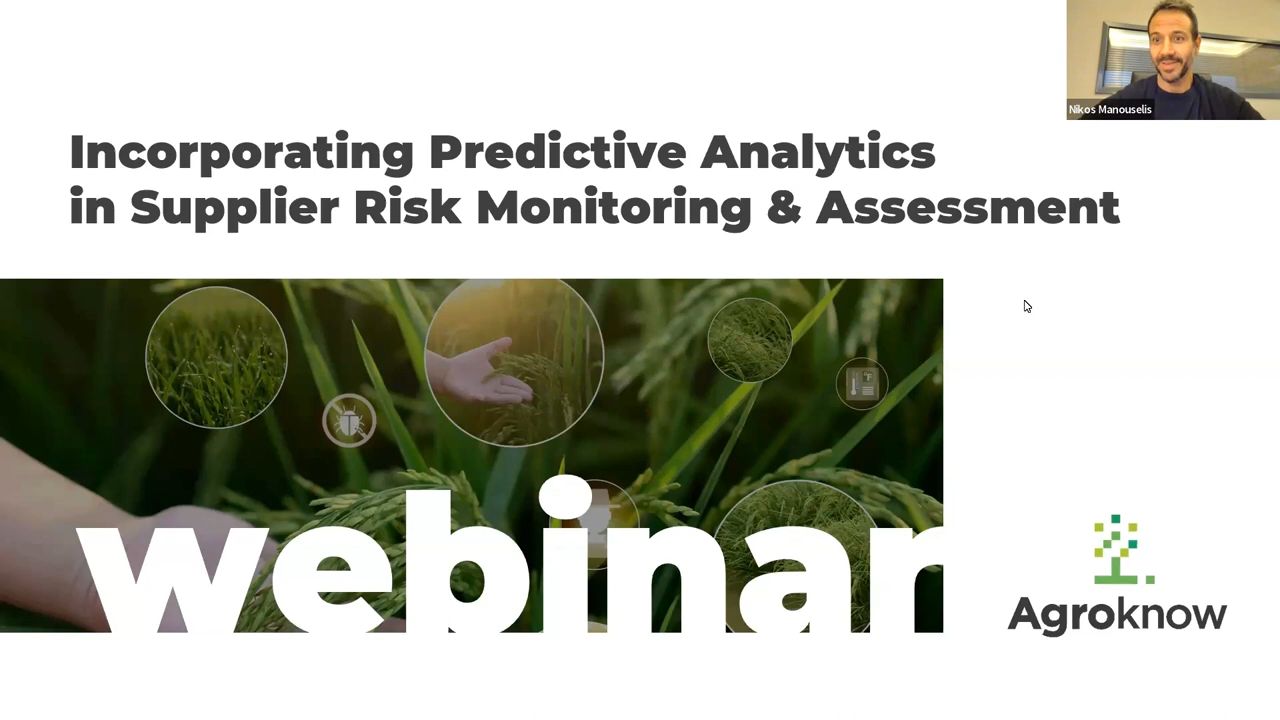 Nikos Manouselis
Incorporating Predictive Analytics
in Supplier Risk Monitoring & Assessment
webinar
Agroknow